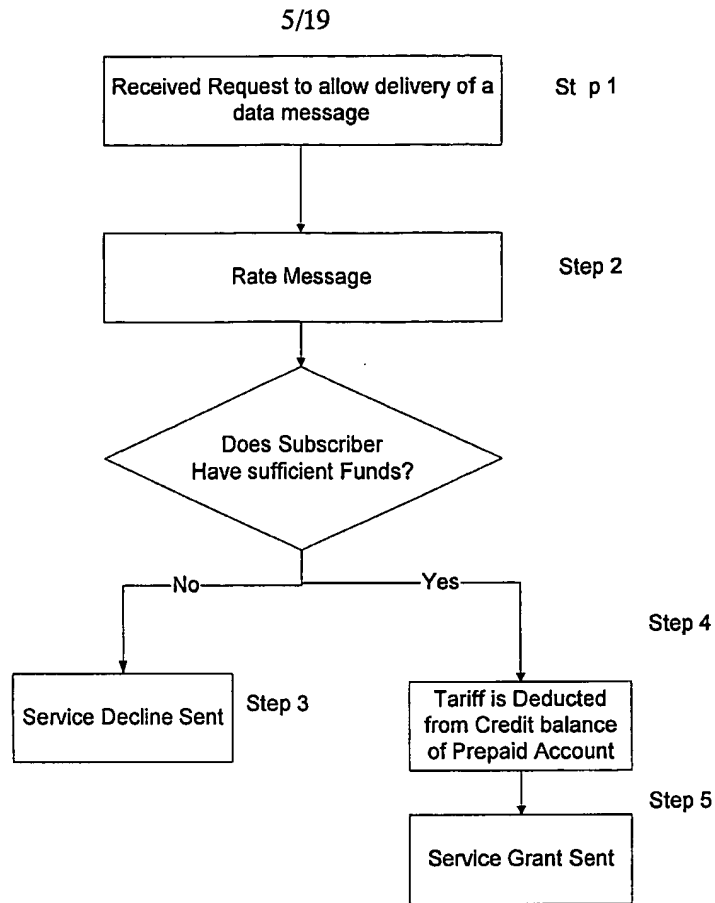 5/19
Received Request to allow delivery of a
data message
St p 1
Rate Message
Step 2
Does Subscriber
Have sufficient Funds?
No
Yes
Step 4
Service Decline Sent
Step 3
Tariff is Deducted
from Credit balance
of Prepaid Account
Step 5
Service Grant Sent